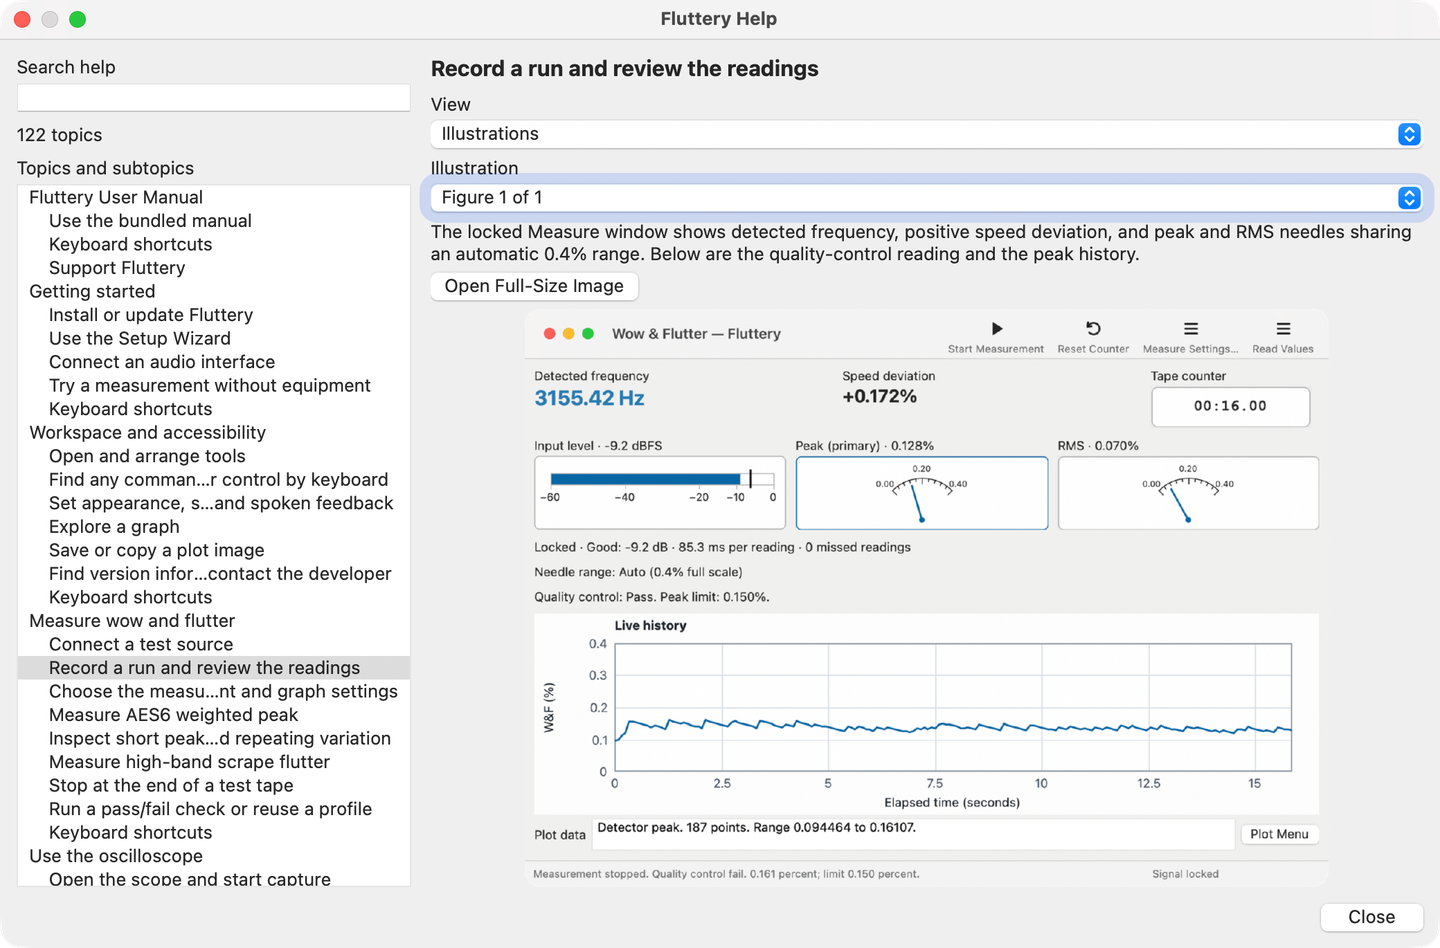 Fluttery Help
Search help
122 topics
Topics and subtopics
Fluttery User Manual
Use the bundled manual
Keyboard shortcuts
Support Fluttery
Getting started
Install or update Fluttery
Use the Setup Wizard
Connect an audio interface
Try a measurement without equipment
Keyboard shortcuts
Workspace and accessibility
Open and arrange tools
Find any comman...r control by keyboard
Set appearance, s...and spoken feedback
Explore a graph
Save or copy a plot image
Find version infor...contact the developer
Keyboard shortcuts
Measure wow and flutter
Connect a test source
Record a run and review the readings
Choose the measu...nt and graph settings
Measure AES6 weighted peak
Inspect short peak...d repeating variation
Measure high-band scrape flutter
Stop at the end of a test tape
Run a pass/fail check or reuse a profile
Keyboard shortcuts
Use the oscilloscope
Open the scope and start capture
Record a run and review the readings
View
Illustrations
Illustration
Figure 1 of 1
The locked Measure window shows detected frequency, positive speed deviation, and peak and RMS needles sharing
an automatic 0.4% range. Below are the quality-control reading and the peak history.
Open Full-Size Image
Wow & Flutter — Fluttery
Start Measurement
Reset Counter
Measure Settings...
Read Values
Detected frequency
3155.42 Hz
Speed deviation
+0.172%
Tape counter
00:16.00
Input level · -9.2 dBFS
-60 -40 -20 -10 0
Peak (primary) · 0.128%
0.00 0.20 0.40
RMS · 0.070%
0.00 0.20 0.40
Locked · Good: -9.2 dB · 85.3 ms per reading · 0 missed readings
Needle range: Auto (0.4% full scale)
Quality control: Pass. Peak limit: 0.150%.
Live history
W&F (%)
0.4
0.3
0.2
0.1
0
0 2.5 5 7.5 10 12.5 15
Elapsed time (seconds)
Plot data
Detector peak. 187 points. Range 0.094464 to 0.16107.
Plot Menu
Measurement stopped. Quality control fail. 0.161 percent; limit 0.150 percent.
Signal locked
Close